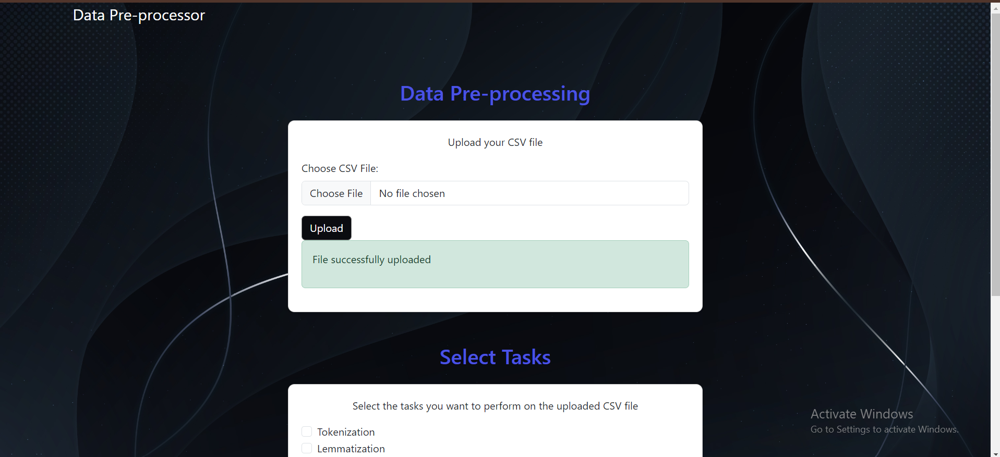 Data Pre-processor
Data Pre-processing
Upload your CSV file
Choose CSV File:
Choose File No file chosen
Upload
File successfully uploaded
Select Tasks
Select the tasks you want to perform on the uploaded CSV file
Tokenization
Lemmatization
Activate Windows
Go to Settings to activate Windows.